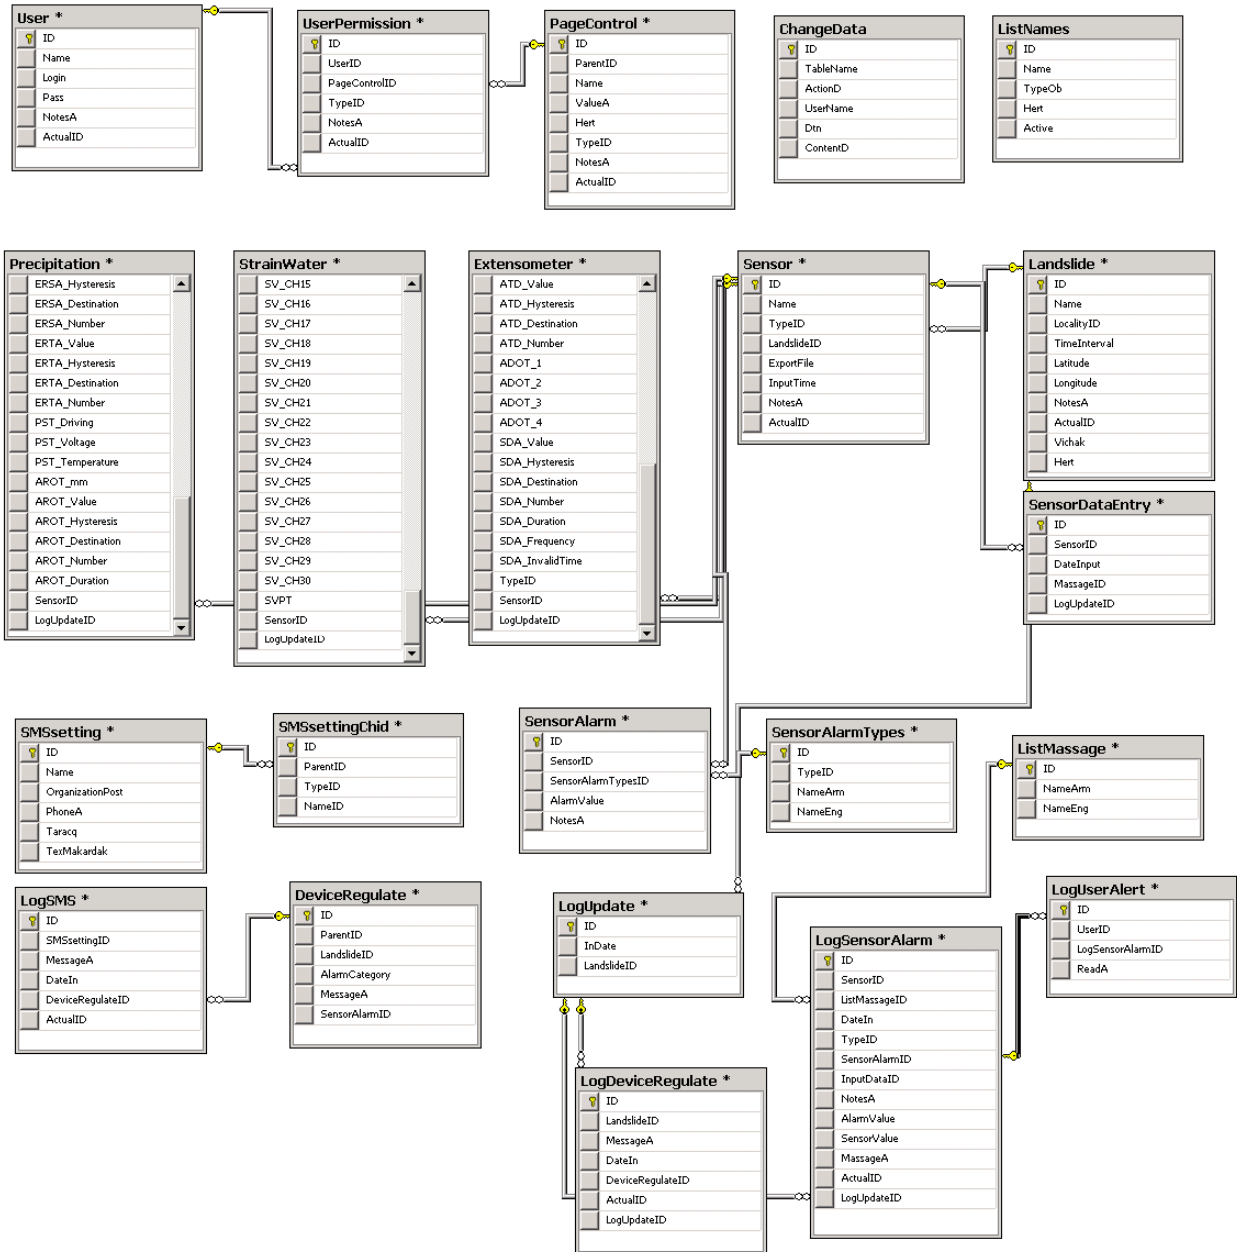 User *
ID
Name
Login
Pass
NotesA
ActualID
UserPermission *
ID
UserID
PageControlID
TypeID
NotesA
ActualID
PageControl *
ID
ParentID
Name
ValueA
Hert
TypeID
NotesA
ActualID
ChangeData
ID
TableName
ActionD
UserName
Dtn
ContentD
ListNames
ID
Name
TypeOb
Hert
Active
Precipitation *
ERSA_Hysteresis
ERSA_Destination
ERSA_Number
ERTA_Value
ERTA_Hysteresis
ERTA_Destination
ERTA_Number
PST_Driving
PST_Voltage
PST_Temperature
AROT_mm
AROT_Value
AROT_Hysteresis
AROT_Destination
AROT_Number
AROT_Duration
SensorID
LogUpdateID
StrainWater *
SV_CH15
SV_CH16
SV_CH17
SV_CH18
SV_CH19
SV_CH20
SV_CH21
SV_CH22
SV_CH23
SV_CH24
SV_CH25
SV_CH26
SV_CH27
SV_CH28
SV_CH29
SV_CH30
SVPT
SensorID
LogUpdateID
Extensometer *
ATD_Value
ATD_Hysteresis
ATD_Destination
ATD_Number
ADOT_1
ADOT_2
ADOT_3
ADOT_4
SDA_Value
SDA_Hysteresis
SDA_Destination
SDA_Number
SDA_Duration
SDA_Frequency
SDA_InvalidTime
TypeID
SensorID
LogUpdateID
Sensor *
ID
Name
TypeID
LandslideID
ExportFile
InputTime
NotesA
ActualID
Landslide *
ID
Name
LocalityID
TimeInterval
Latitude
Longitude
NotesA
ActualID
Vichak
Hert
SensorDataEntry *
ID
SensorID
DateInput
MassageID
LogUpdateID
SMSsetting *
ID
Name
OrganizationPost
PhoneA
Taracq
TexMakardak
SMSsettingChid *
ID
ParentID
TypeID
NameID
SensorAlarm *
ID
SensorID
SensorAlarmTypesID
AlarmValue
NotesA
SensorAlarmTypes *
ID
TypeID
NameArm
NameEng
ListMassage *
ID
NameArm
NameEng
LogSMS *
ID
SMSsettingID
MessageA
DateIn
DeviceRegulateID
ActualID
DeviceRegulate *
ID
ParentID
LandslideID
AlarmCategory
MessageA
SensorAlarmID
LogUpdate *
ID
InDate
LandslideID
LogSensorAlarm *
ID
SensorID
ListMassageID
DateIn
TypeID
SensorAlarmID
InputDataID
NotesA
AlarmValue
SensorValue
MassageA
ActualID
LogUpdateID
LogUserAlert *
ID
UserID
LogSensorAlarmID
ReadA
LogDeviceRegulate *
ID
LandslideID
MessageA
DateIn
DeviceRegulateID
ActualID
LogUpdateID